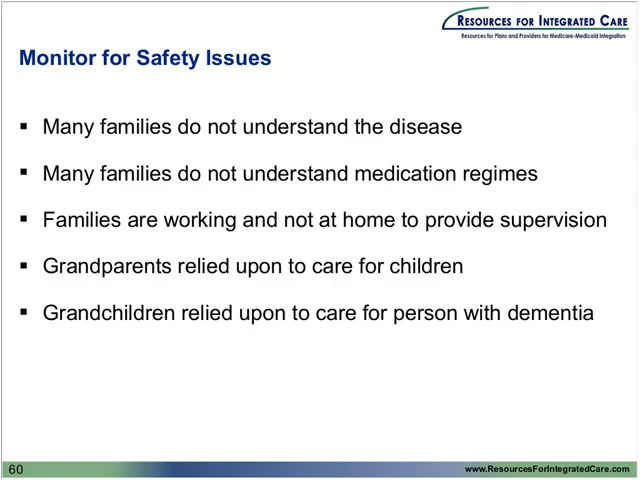 RESOURCES FOR INTEGRATED CARE
Resources for Plans and Providers for Medicare-Medicaid Integration
Monitor for Safety Issues
▪ Many families do not understand the disease
▪ Many families do not understand medication regimes
▪ Families are working and not at home to provide supervision
▪ Grandparents relied upon to care for children
▪ Grandchildren relied upon to care for person with dementia
60
www.ResourcesForIntegratedCare.com